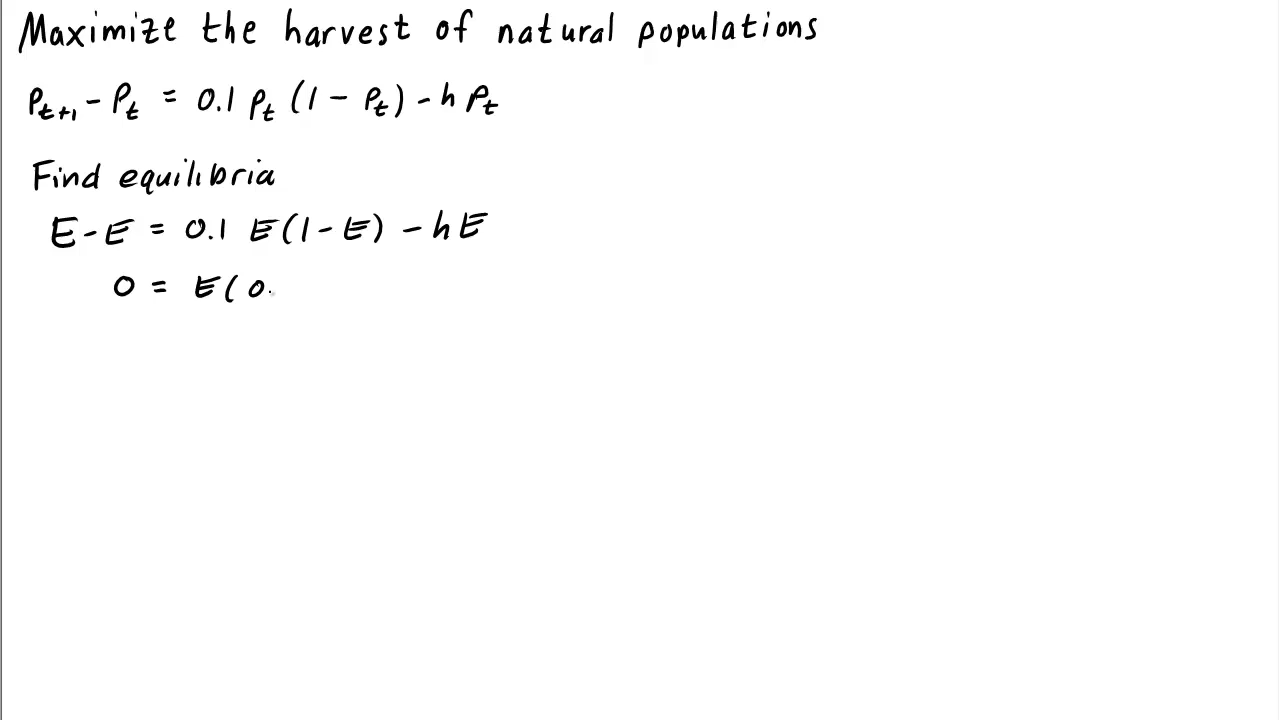 Maximize the harvest of natural populations
P_{t+1} - P_t = 0.1 P_t (1 - P_t) - h P_t
Find equilibria
E - E = 0.1 E(1 - E) - h E
0 = E( 0.